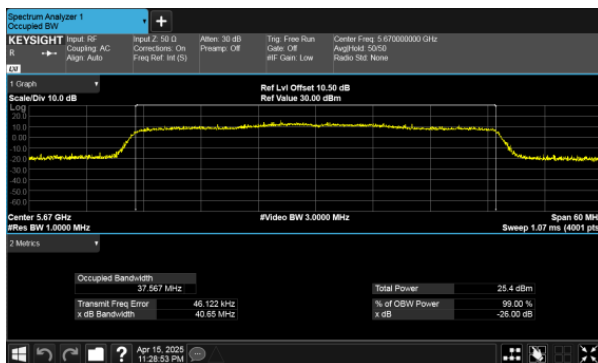 Spectrum Analyzer 1
Occupied BW
KEYSIGHT
R
Input: RF
Coupling: AC
Align: Auto
Input Z: 50 Ω
Corrections: On
Freq Ref: Int (S)
Atten: 30 dB
Preamp: Off
Trig: Free Run
Gate: Off
#IF Gain: Low
Center Freq: 5.670000000 GHz
Avg|Hold: 50/50
Radio Std: None
1 Graph
Scale/Div 10.0 dB
Ref Lvl Offset 10.50 dB
Ref Value 30.00 dBm
Log
20.0
10.0
0.00
-10.0
-20.0
-30.0
-40.0
-50.0
-60.0
Center 5.67 GHz
#Res BW 1.0000 MHz
#Video BW 3.0000 MHz
Span 60 MH
Sweep 1.07 ms (4001 pts
2 Metrics
Occupied Bandwidth
37.567 MHz
Transmit Freq Error 46.122 kHz
x dB Bandwidth 40.65 MHz
Total Power 25.4 dBm
% of OBW Power 99.00 %
x dB -26.00 dB
Apr 15, 2025
11:28:53 PM